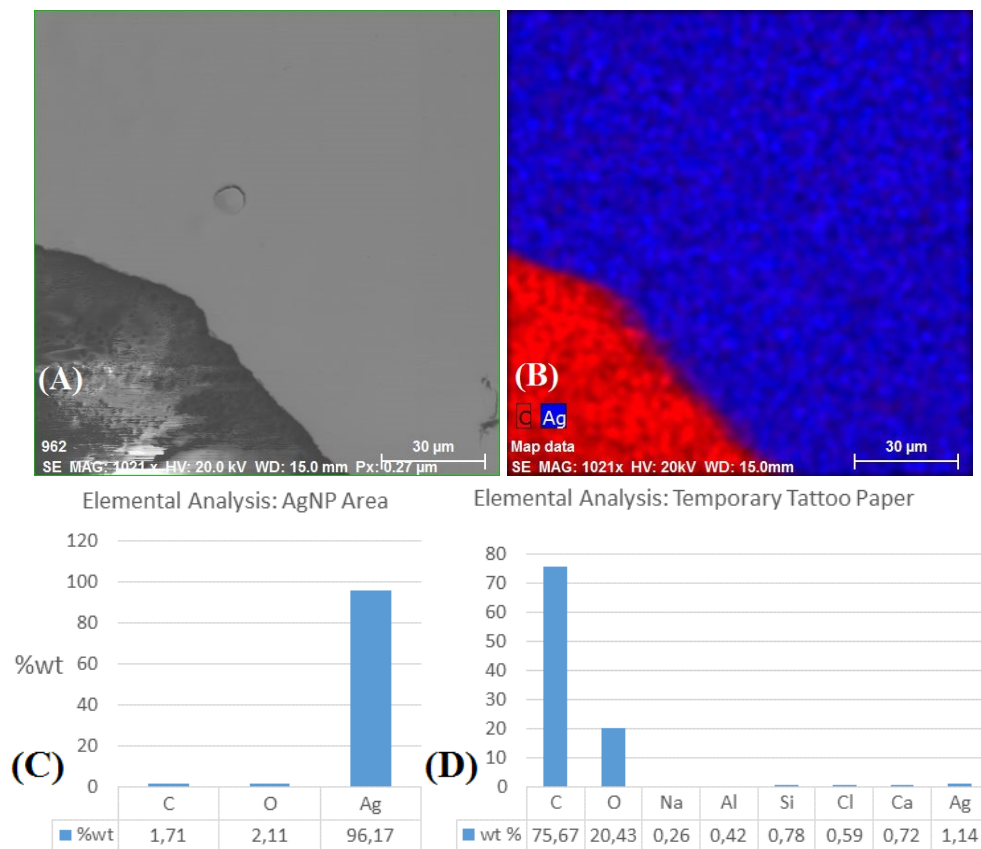 (A)
962
30 µm
SE MAG: 1021 x HV: 20.0 kV WD: 15.0 mm Px: 0.27 µm
(B)
C Ag
Map data
30 µm
SE MAG: 1021x HV: 20kV WD: 15.0mm
Elemental Analysis: AgNP Area
120
100
80
60
40
20
0
%wt
(C)
C O Ag
%wt 1,71 2,11 96,17
Elemental Analysis: Temporary Tattoo Paper
80
70
60
50
40
30
20
10
0
(D)
C O Na Al Si Cl Ca Ag
wt % 75,67 20,43 0,26 0,42 0,78 0,59 0,72 1,14